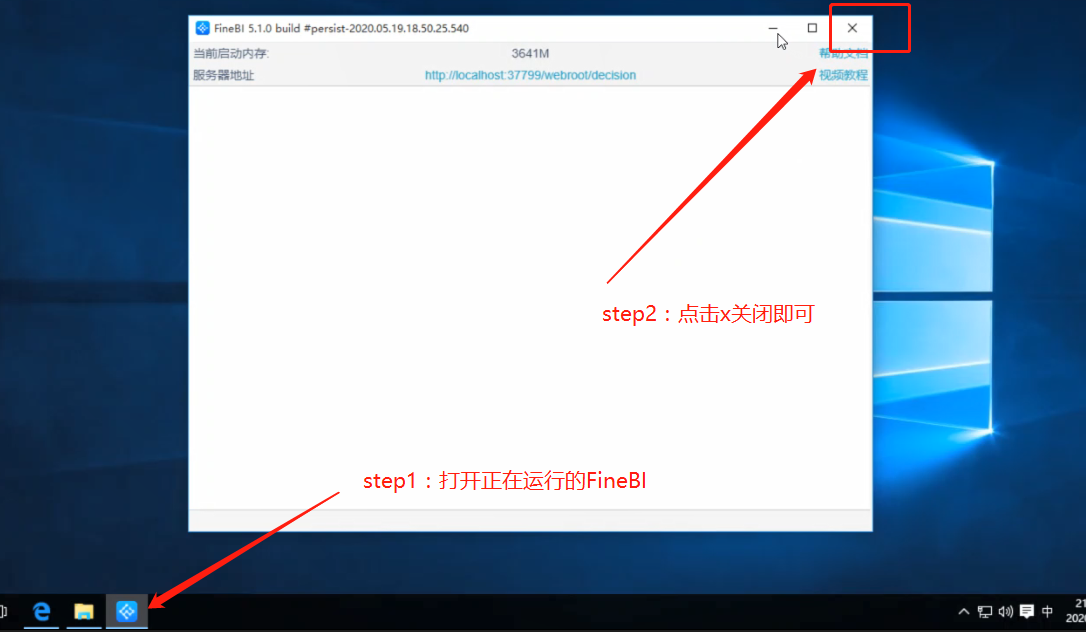 FineBI 5.1.0 build #persist-2020.05.19.18.50.25.540
当前启动内存:
3641M
帮助文档
服务器地址
http://localhost:37799/webroot/decision
视频教程
step2：点击x关闭即可
step1：打开正在运行的FineBI
中